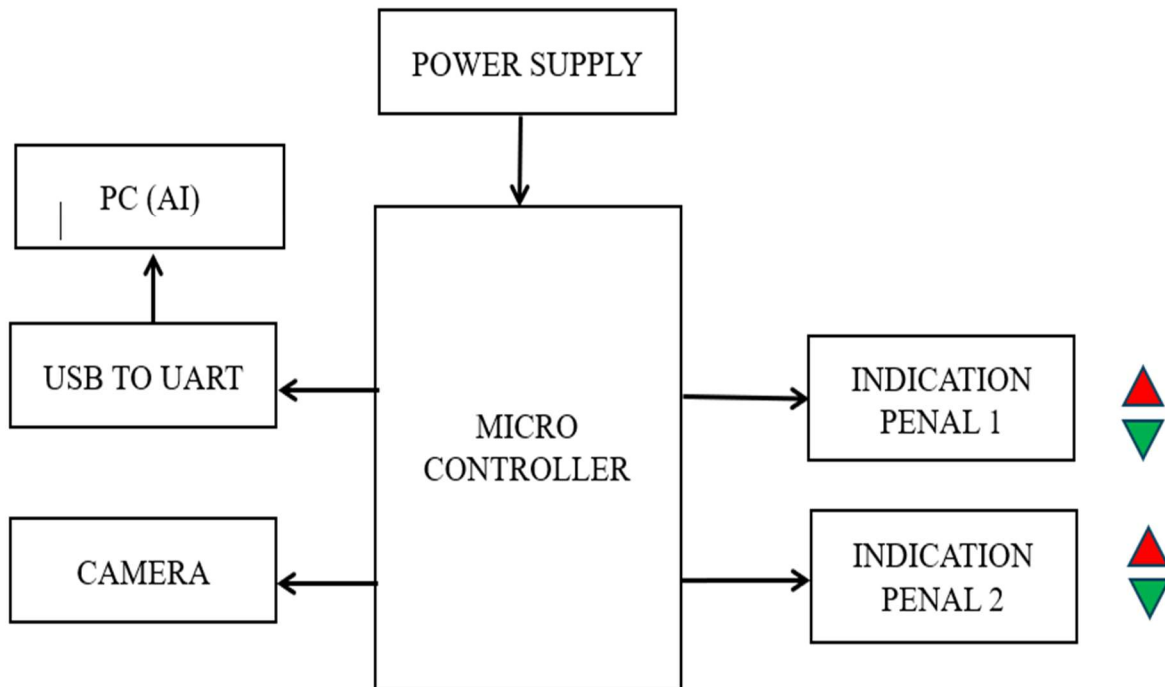 POWER SUPPLY
PC (AI)
USB TO UART
CAMERA
MICRO
CONTROLLER
INDICATION
PENAL 1
INDICATION
PENAL 2